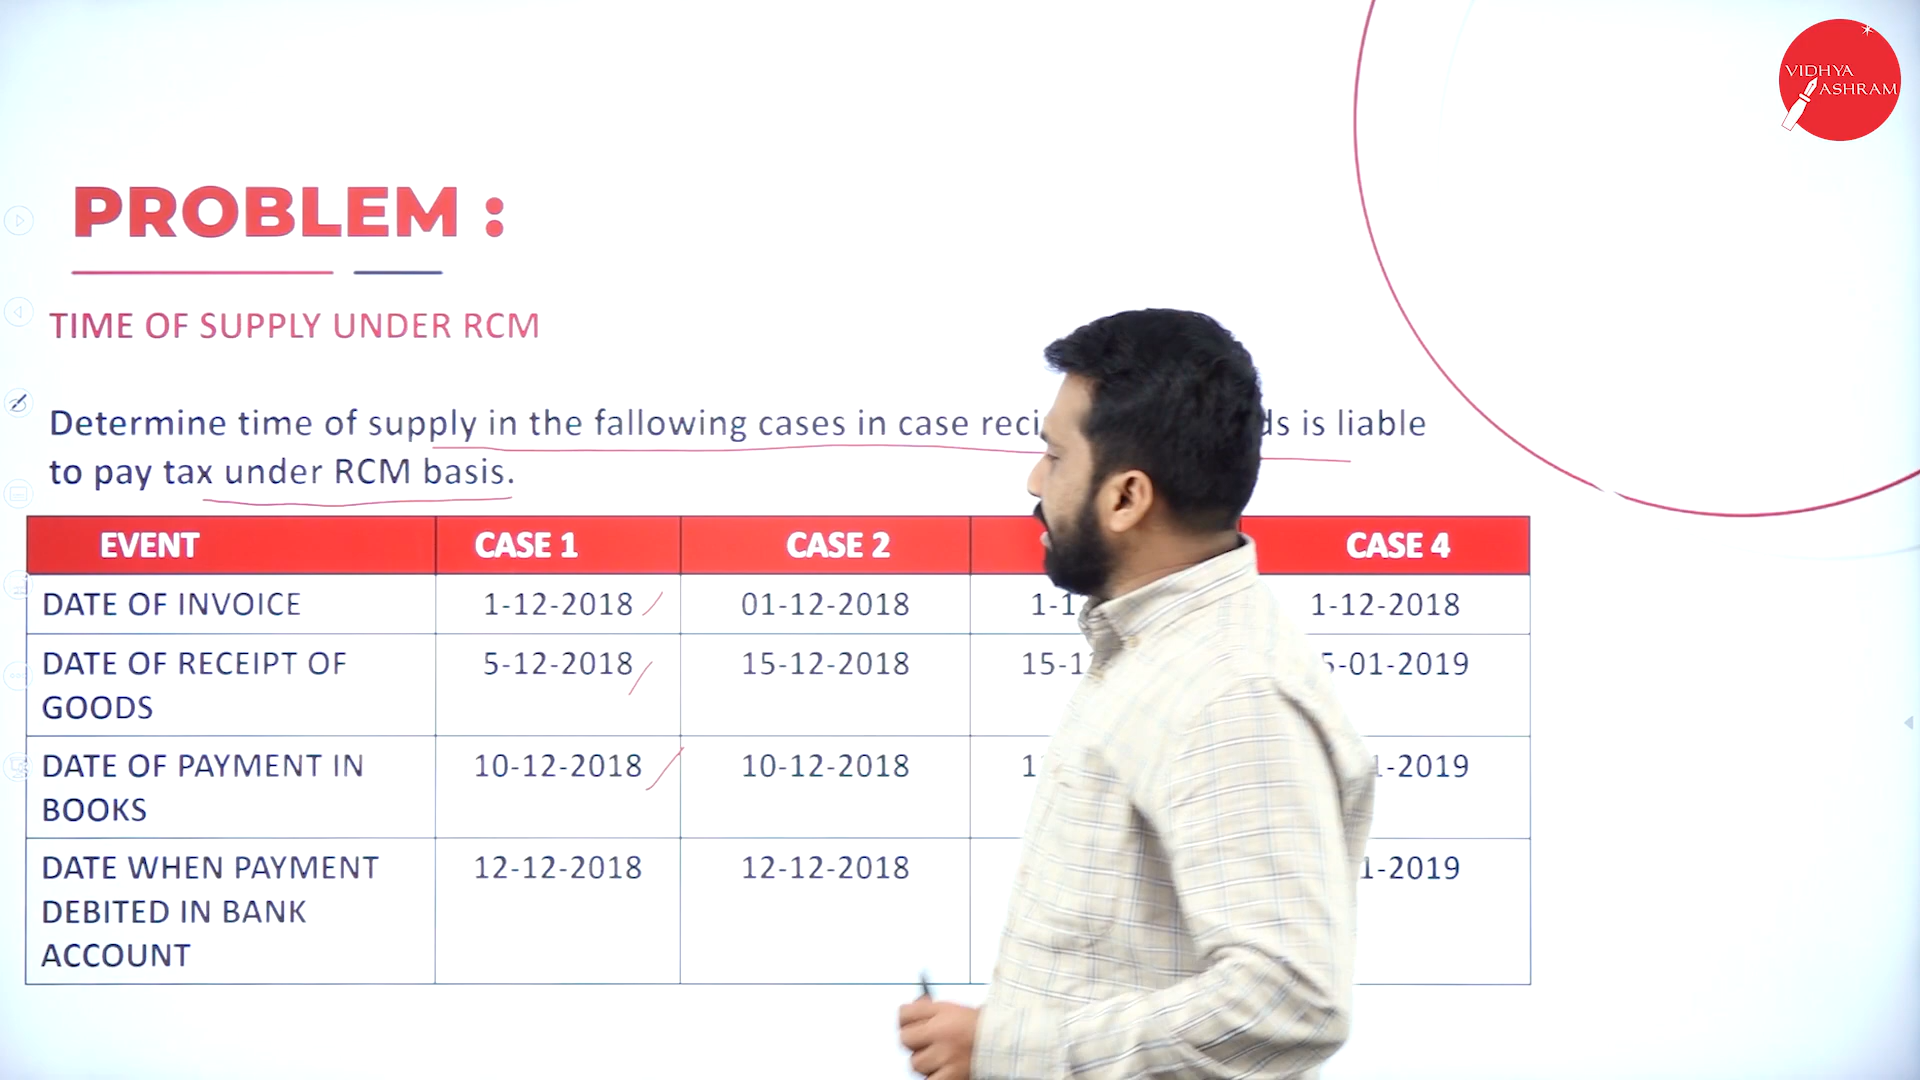 VIDHYA
ASHRAM
PROBLEM :
TIME OF SUPPLY UNDER RCM
Determine time of supply in the fallowing cases in case is liable
to pay tax under RCM basis.
EVENT CASE 1 CASE 2 CASE 4
DATE OF INVOICE 1-12-2018 01-12-2018 1-12-2018
DATE OF RECEIPT OF GOODS 5-12-2018 15-12-2018
DATE OF PAYMENT IN BOOKS 10-12-2018 10-12-2018
DATE WHEN PAYMENT DEBITED IN BANK ACCOUNT 12-12-2018 12-12-2018